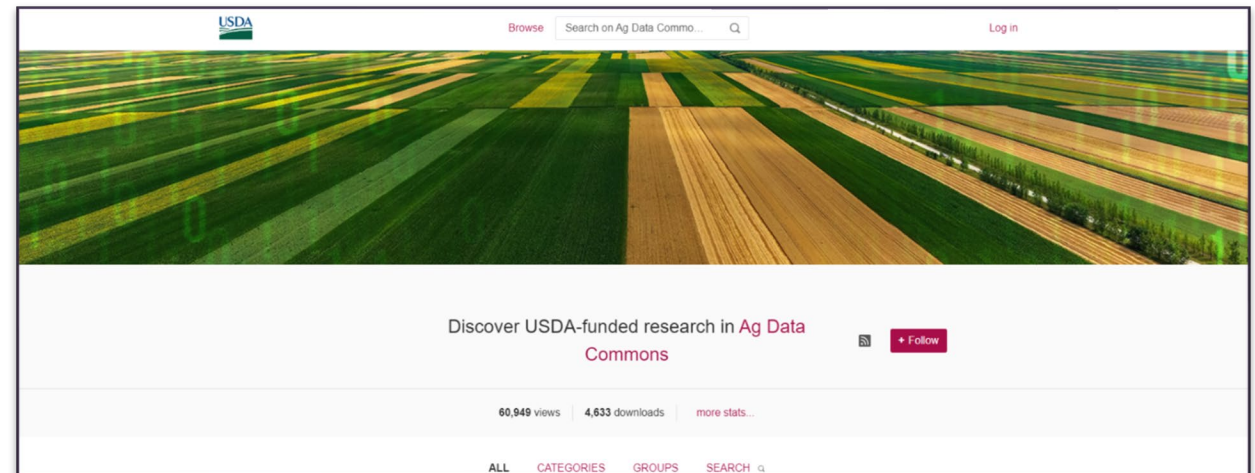 USDA
Browse
Search on Ag Data Commo...
Log in
Discover USDA-funded research in Ag Data
Commons
+ Follow
60,949 views
4,633 downloads
more stats...
ALL
CATEGORIES
GROUPS
SEARCH